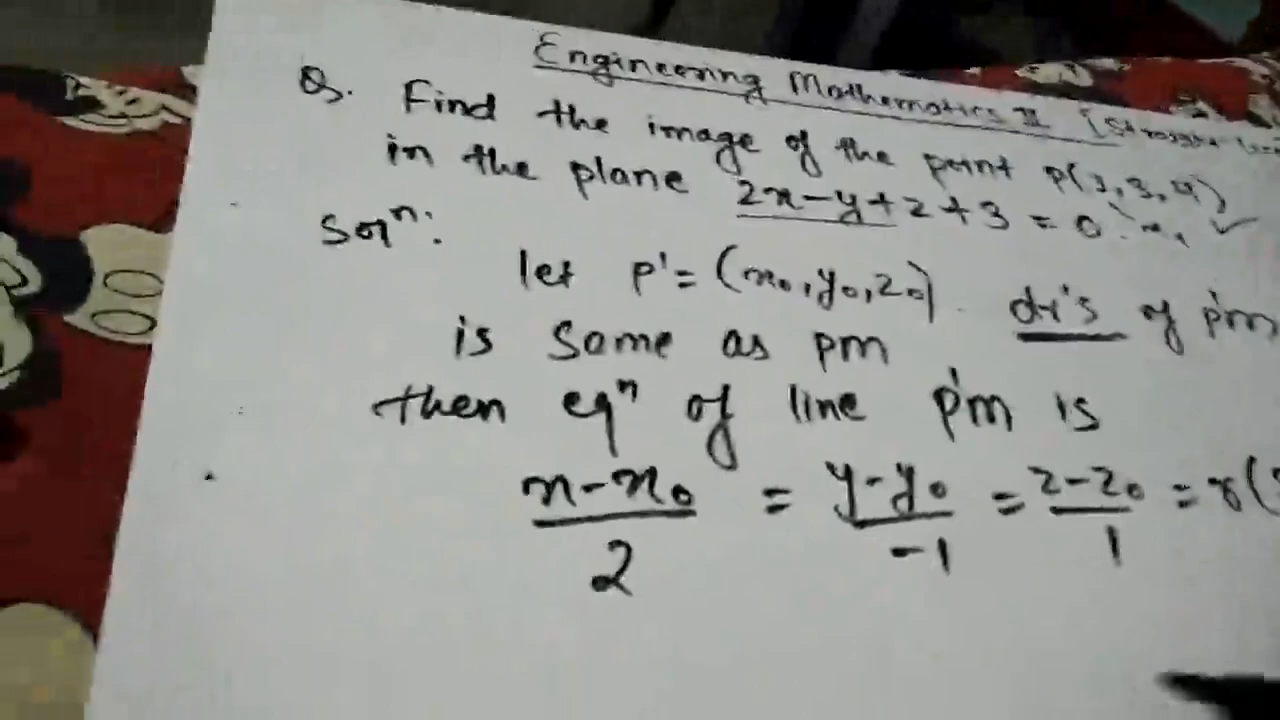 Engineering Mathematics II
Q. Find the image of the point P(1,3,4)
in the plane 2x-y+z+3=0.
Solⁿ:
let P'=(x₀,y₀,z₀) dr's of P'm
is same as pm
then eqⁿ of line P'm is
x-x₀/2 = y-y₀/-1 = z-z₀/1 = r(